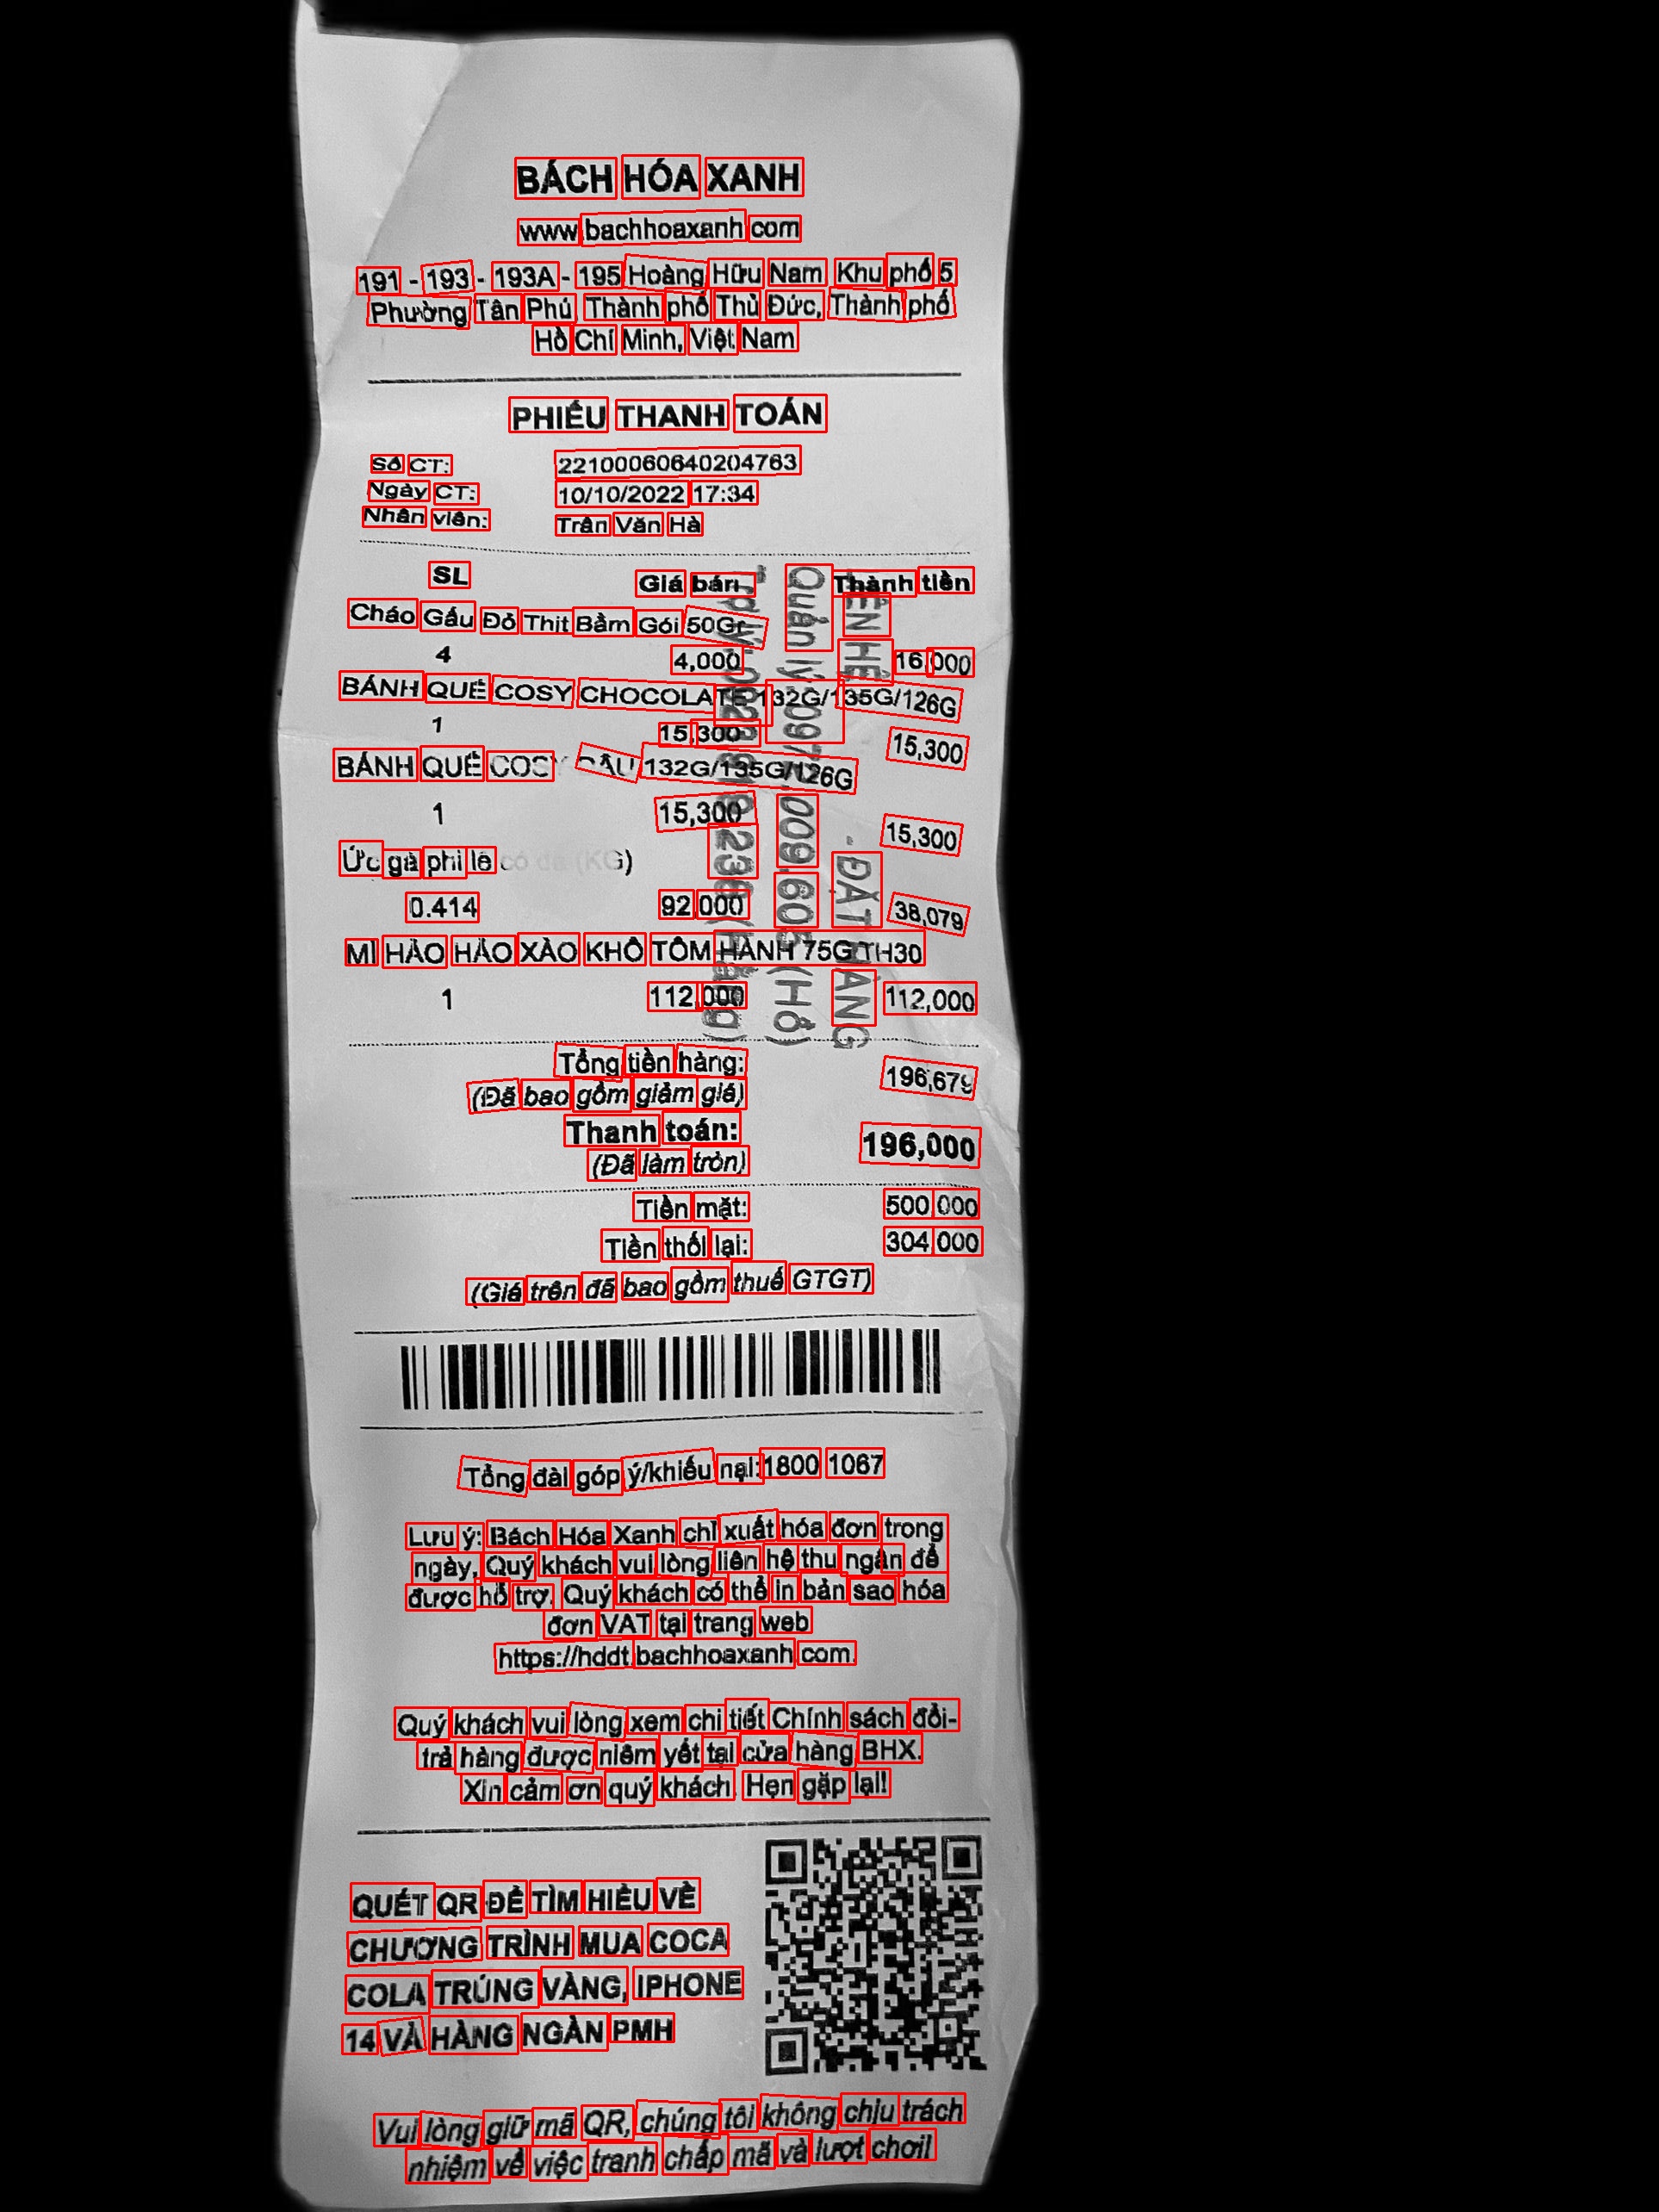 BÁCH HÓA XANH
www.bachhoaxanh.com
191 - 193 - 193A - 195 Hoàng Hữu Nam, Khu phố 5,
Phường Tân Phú, Thành phố Thủ Đức, Thành phố
Hồ Chí Minh, Việt Nam
PHIẾU THANH TOÁN
Số CT: 22100060640204763
Ngày CT: 10/10/2022 17:34
Nhân viên: Trần Văn Hà
SL Giá bán Thành tiền
Cháo Gấu Đỏ Thịt Bằm Gói 50Gr
4 4,000 16,000
BÁNH QUẾ COSY CHOCOLATE 132G/135G/126G
1 15,300 15,300
BÁNH QUẾ COSY DÂU 132G/135G/126G
1 15,300 15,300
Ức gà phi lê có da (KG)
0.414 92,000 38,079
MÌ HẢO HẢO XÀO KHÔ TÔM HÀNH 75G TH30
1 112,000 112,000
LIÊN HỆ - ĐẶT HÀNG
Quản lý: (Hổ)
Trợ lý: (Hằng)
Tổng tiền hàng: 196,679
(Đã bao gồm giảm giá)
Thanh toán: 196,000
(Đã làm tròn)
Tiền mặt: 500,000
Tiền thối lại: 304,000
(Giá trên đã bao gồm thuế GTGT)
Tổng đài góp ý/khiếu nại: 1800 1067
Lưu ý: Bách Hóa Xanh chỉ xuất hóa đơn trong
ngày, Quý khách vui lòng liên hệ thu ngân để
được hỗ trợ. Quý khách có thể in bản sao hóa
đơn VAT tại trang web
https://hddt.bachhoaxanh.com.
Quý khách vui lòng xem chi tiết Chính sách đổi-
trả hàng được niêm yết tại cửa hàng BHX.
Xin cảm ơn quý khách. Hẹn gặp lại!
QUÉT QR ĐỂ TÌM HIỂU VỀ
CHƯƠNG TRÌNH MUA COCA
COLA TRÚNG VÀNG, IPHONE
14 VÀ HÀNG NGÀN PMH
Vui lòng giữ mã QR, chúng tôi không chịu trách
nhiệm về việc tranh chấp mã và lượt chơi!